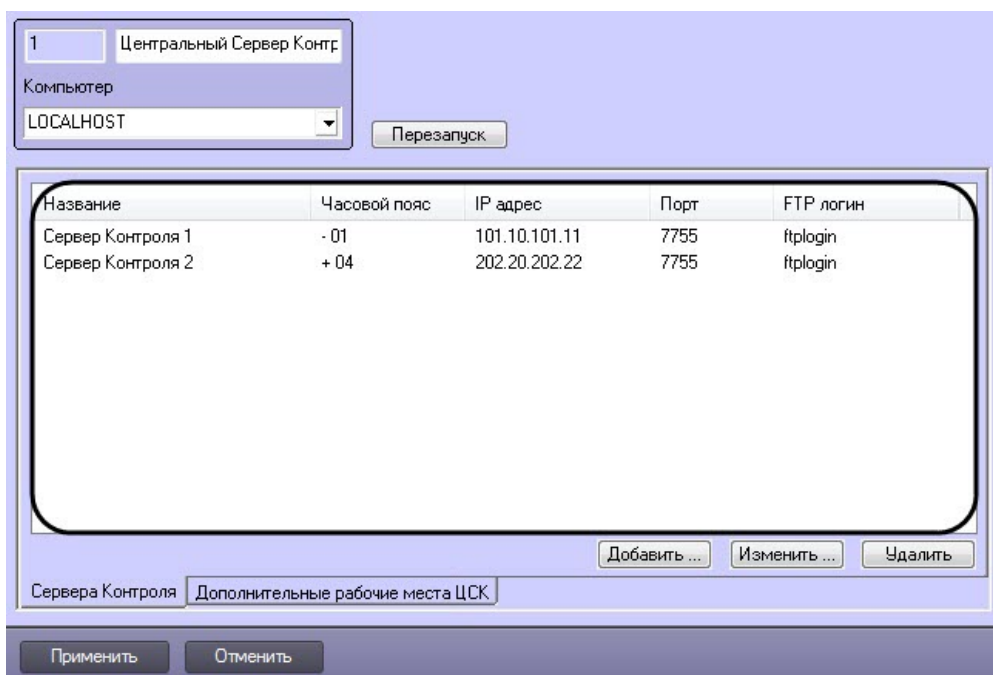 1 Центральный Сервер Контр
Компьютер
LOCALHOST
Перезапуск
Название Часовой пояс IP адрес Порт FTP логин
Сервер Контроля 1 - 01 101.10.101.11 7755 ftplogin
Сервер Контроля 2 + 04 202.20.202.22 7755 ftplogin
Добавить ... Изменить ... Удалить
Сервера Контроля Дополнительные рабочие места ЦСК
Применить Отменить